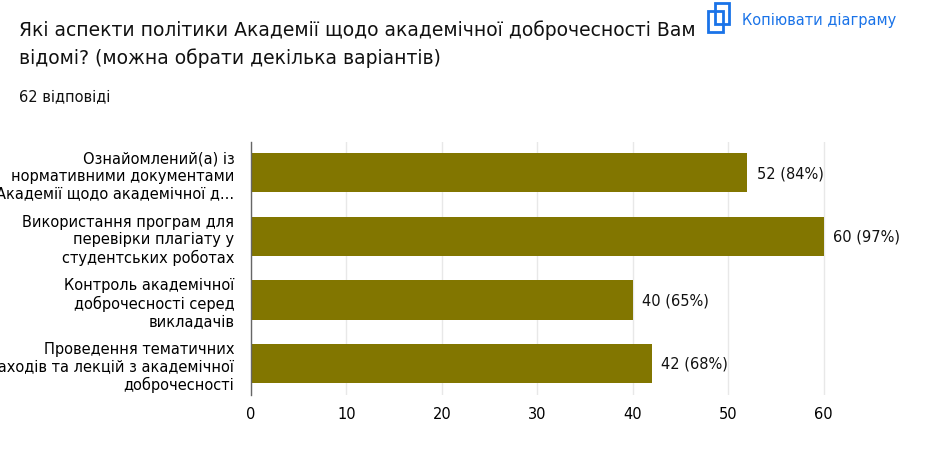 Які аспекти політики Академії щодо академічної доброчесності Вам
відомі? (можна обрати декілька варіантів)
Копіювати діаграму
62 відповіді
Ознайомлений(а) із
нормативними документами
Академії щодо академічної д…
52 (84%)
Використання програм для
перевірки плагіату у
студентських роботах
60 (97%)
Контроль академічної
доброчесності серед
викладачів
40 (65%)
Проведення тематичних
аходів та лекцій з академічної
доброчесності
42 (68%)
0 10 20 30 40 50 60